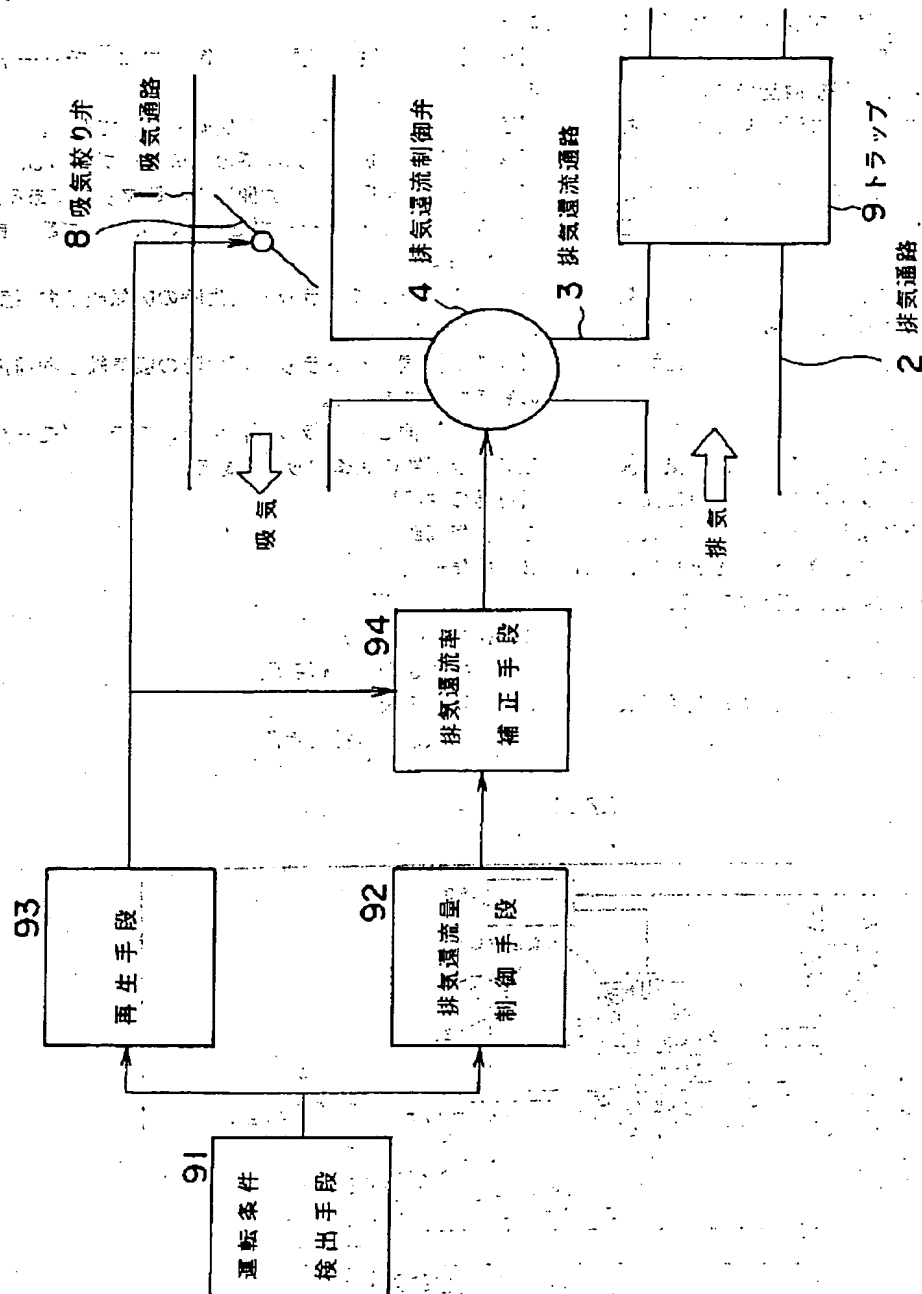 91
運転条件
検出手段
93
再生手段
92
排気還流量
制御手段
94
排気還流率
補正手段
吸気
排気
8 吸気絞り弁
1 吸気通路
4 排気還流制御弁
3 排気還流通路
2 排気通路
9 トラップ